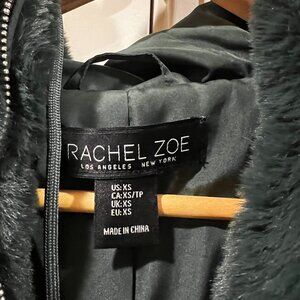 RACHEL ZOE
LOS ANGELES NEW YORK
US:XS
CA:XS/TP
UK:XS
EU:XS
MADE IN CHINA